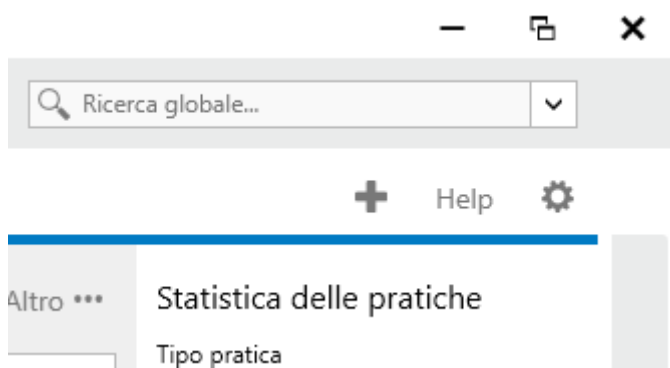 Ricerca globale...
Help
Altro •••
Statistica delle pratiche
Tipo pratica